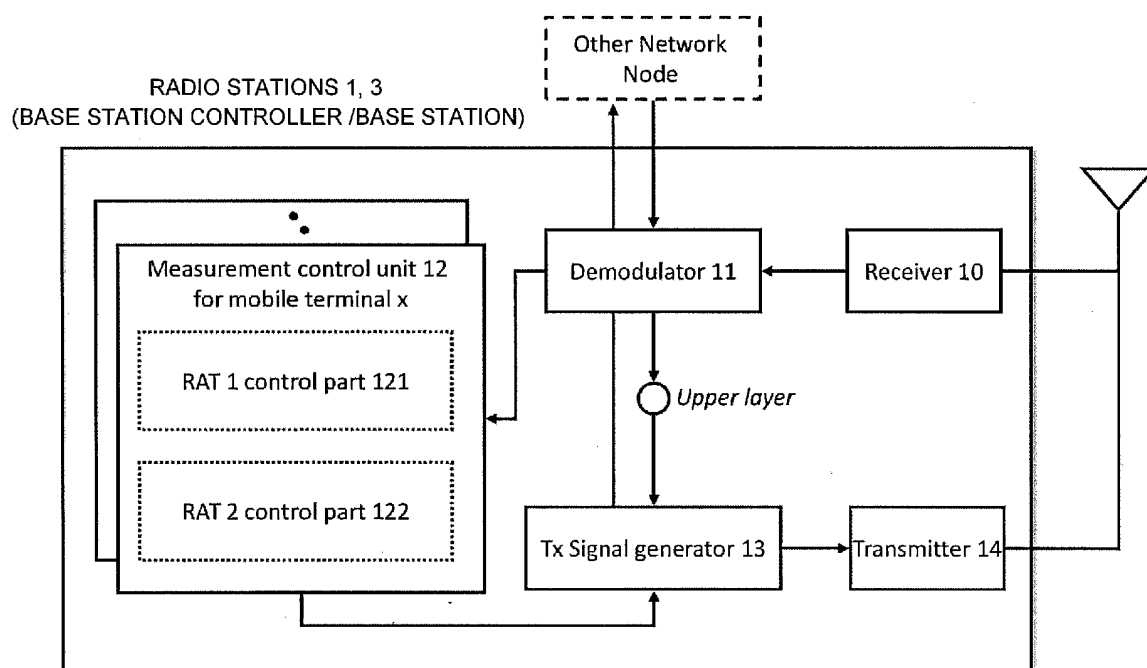 Other Network
Node
RADIO STATIONS 1, 3
(BASE STATION CONTROLLER /BASE STATION)
Measurement control unit 12
for mobile terminal x
RAT 1 control part 121
RAT 2 control part 122
Demodulator 11
Receiver 10
Upper layer
Tx Signal generator 13
Transmitter 14